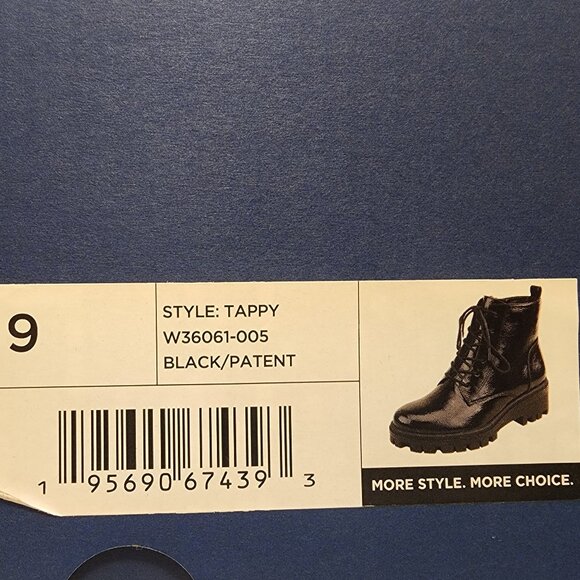 9
STYLE: TAPPY
W36061-005
BLACK/PATENT
1 95690 67439 3
MORE STYLE. MORE CHOICE.